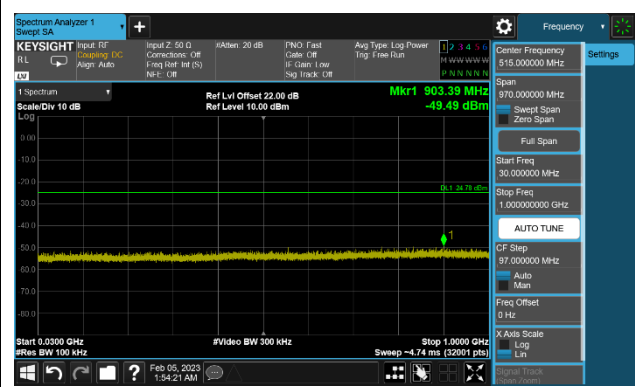 Spectrum Analyzer 1
Swept SA
Frequency
KEYSIGHT
Input: RF
Coupling: DC
Align: Auto
Input Z: 50 Ω
Corrections: Off
Freq Ref: Int (S)
NFE: Off
#Atten: 20 dB
PNO: Fast
Gate: Off
IF Gain: Low
Sig Track: Off
Avg Type: Log-Power
Trig: Free Run
1 2 3 4 5 6
M W W W W W
P N N N N N
RL
LXI
1 Spectrum
Scale/Div 10 dB
Log
Ref Lvl Offset 22.00 dB
Ref Level 10.00 dBm
Mkr1 903.39 MHz
-49.49 dBm
0.00
-10.0
-20.0
DL1 -24.78 dBm
-30.0
-40.0
1
-50.0
-60.0
-70.0
-80.0
Start 0.0300 GHz
#Res BW 100 kHz
#Video BW 300 kHz
Stop 1.0000 GHz
Sweep ~4.74 ms (32001 pts)
Feb 05, 2023
1:54:21 AM
Center Frequency
515.000000 MHz
Settings
Span
970.000000 MHz
Swept Span
Zero Span
Full Span
Start Freq
30.000000 MHz
Stop Freq
1.000000000 GHz
AUTO TUNE
CF Step
97.000000 MHz
Auto
Man
Freq Offset
0 Hz
X Axis Scale
Log
Lin
Signal Track
(Span Zoom)